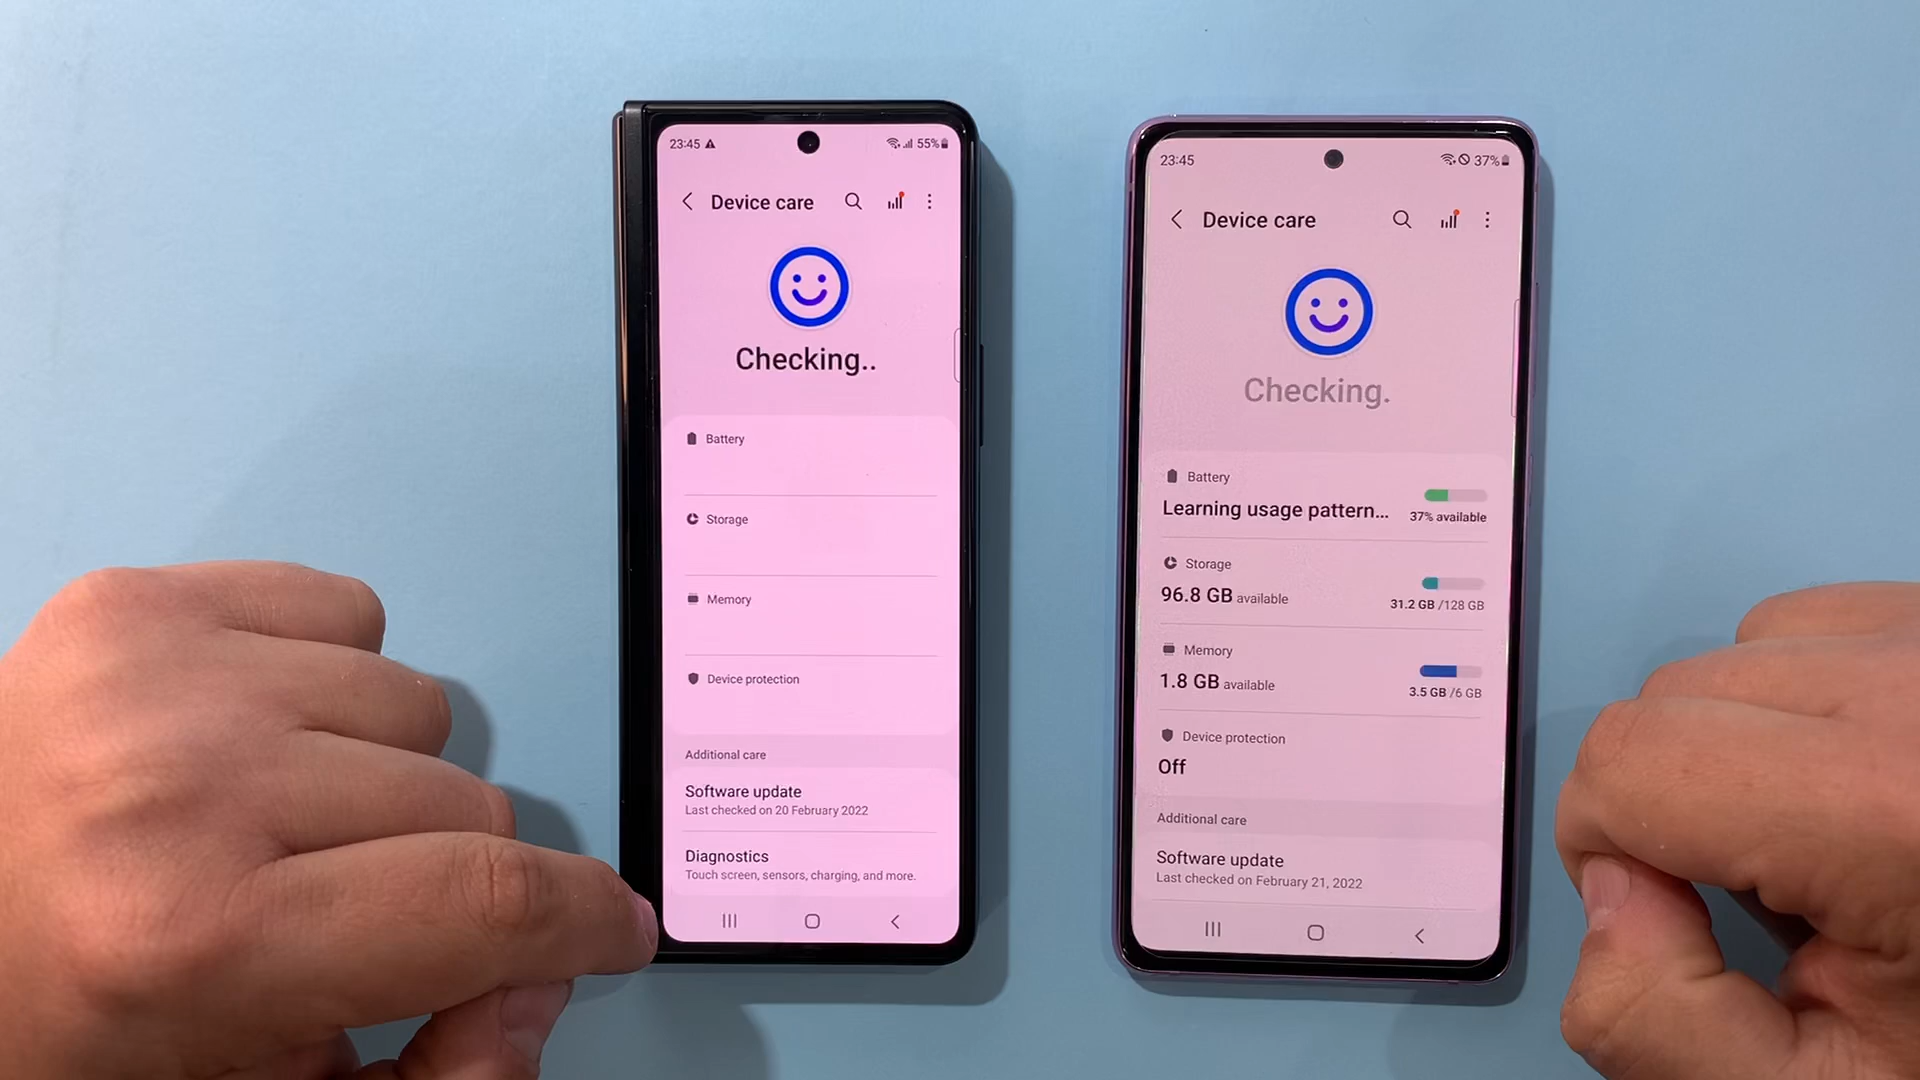 23:45
55%
Device care
Checking..
Battery
Storage
Memory
Device protection
Additional care
Software update
Last checked on 20 February 2022
Diagnostics
Touch screen, sensors, charging, and more.
23:45
37%
Device care
Checking.
Battery
Learning usage pattern...
37% available
Storage
96.8 GB available
31.2 GB /128 GB
Memory
1.8 GB available
3.5 GB /6 GB
Device protection
Off
Additional care
Software update
Last checked on February 21, 2022